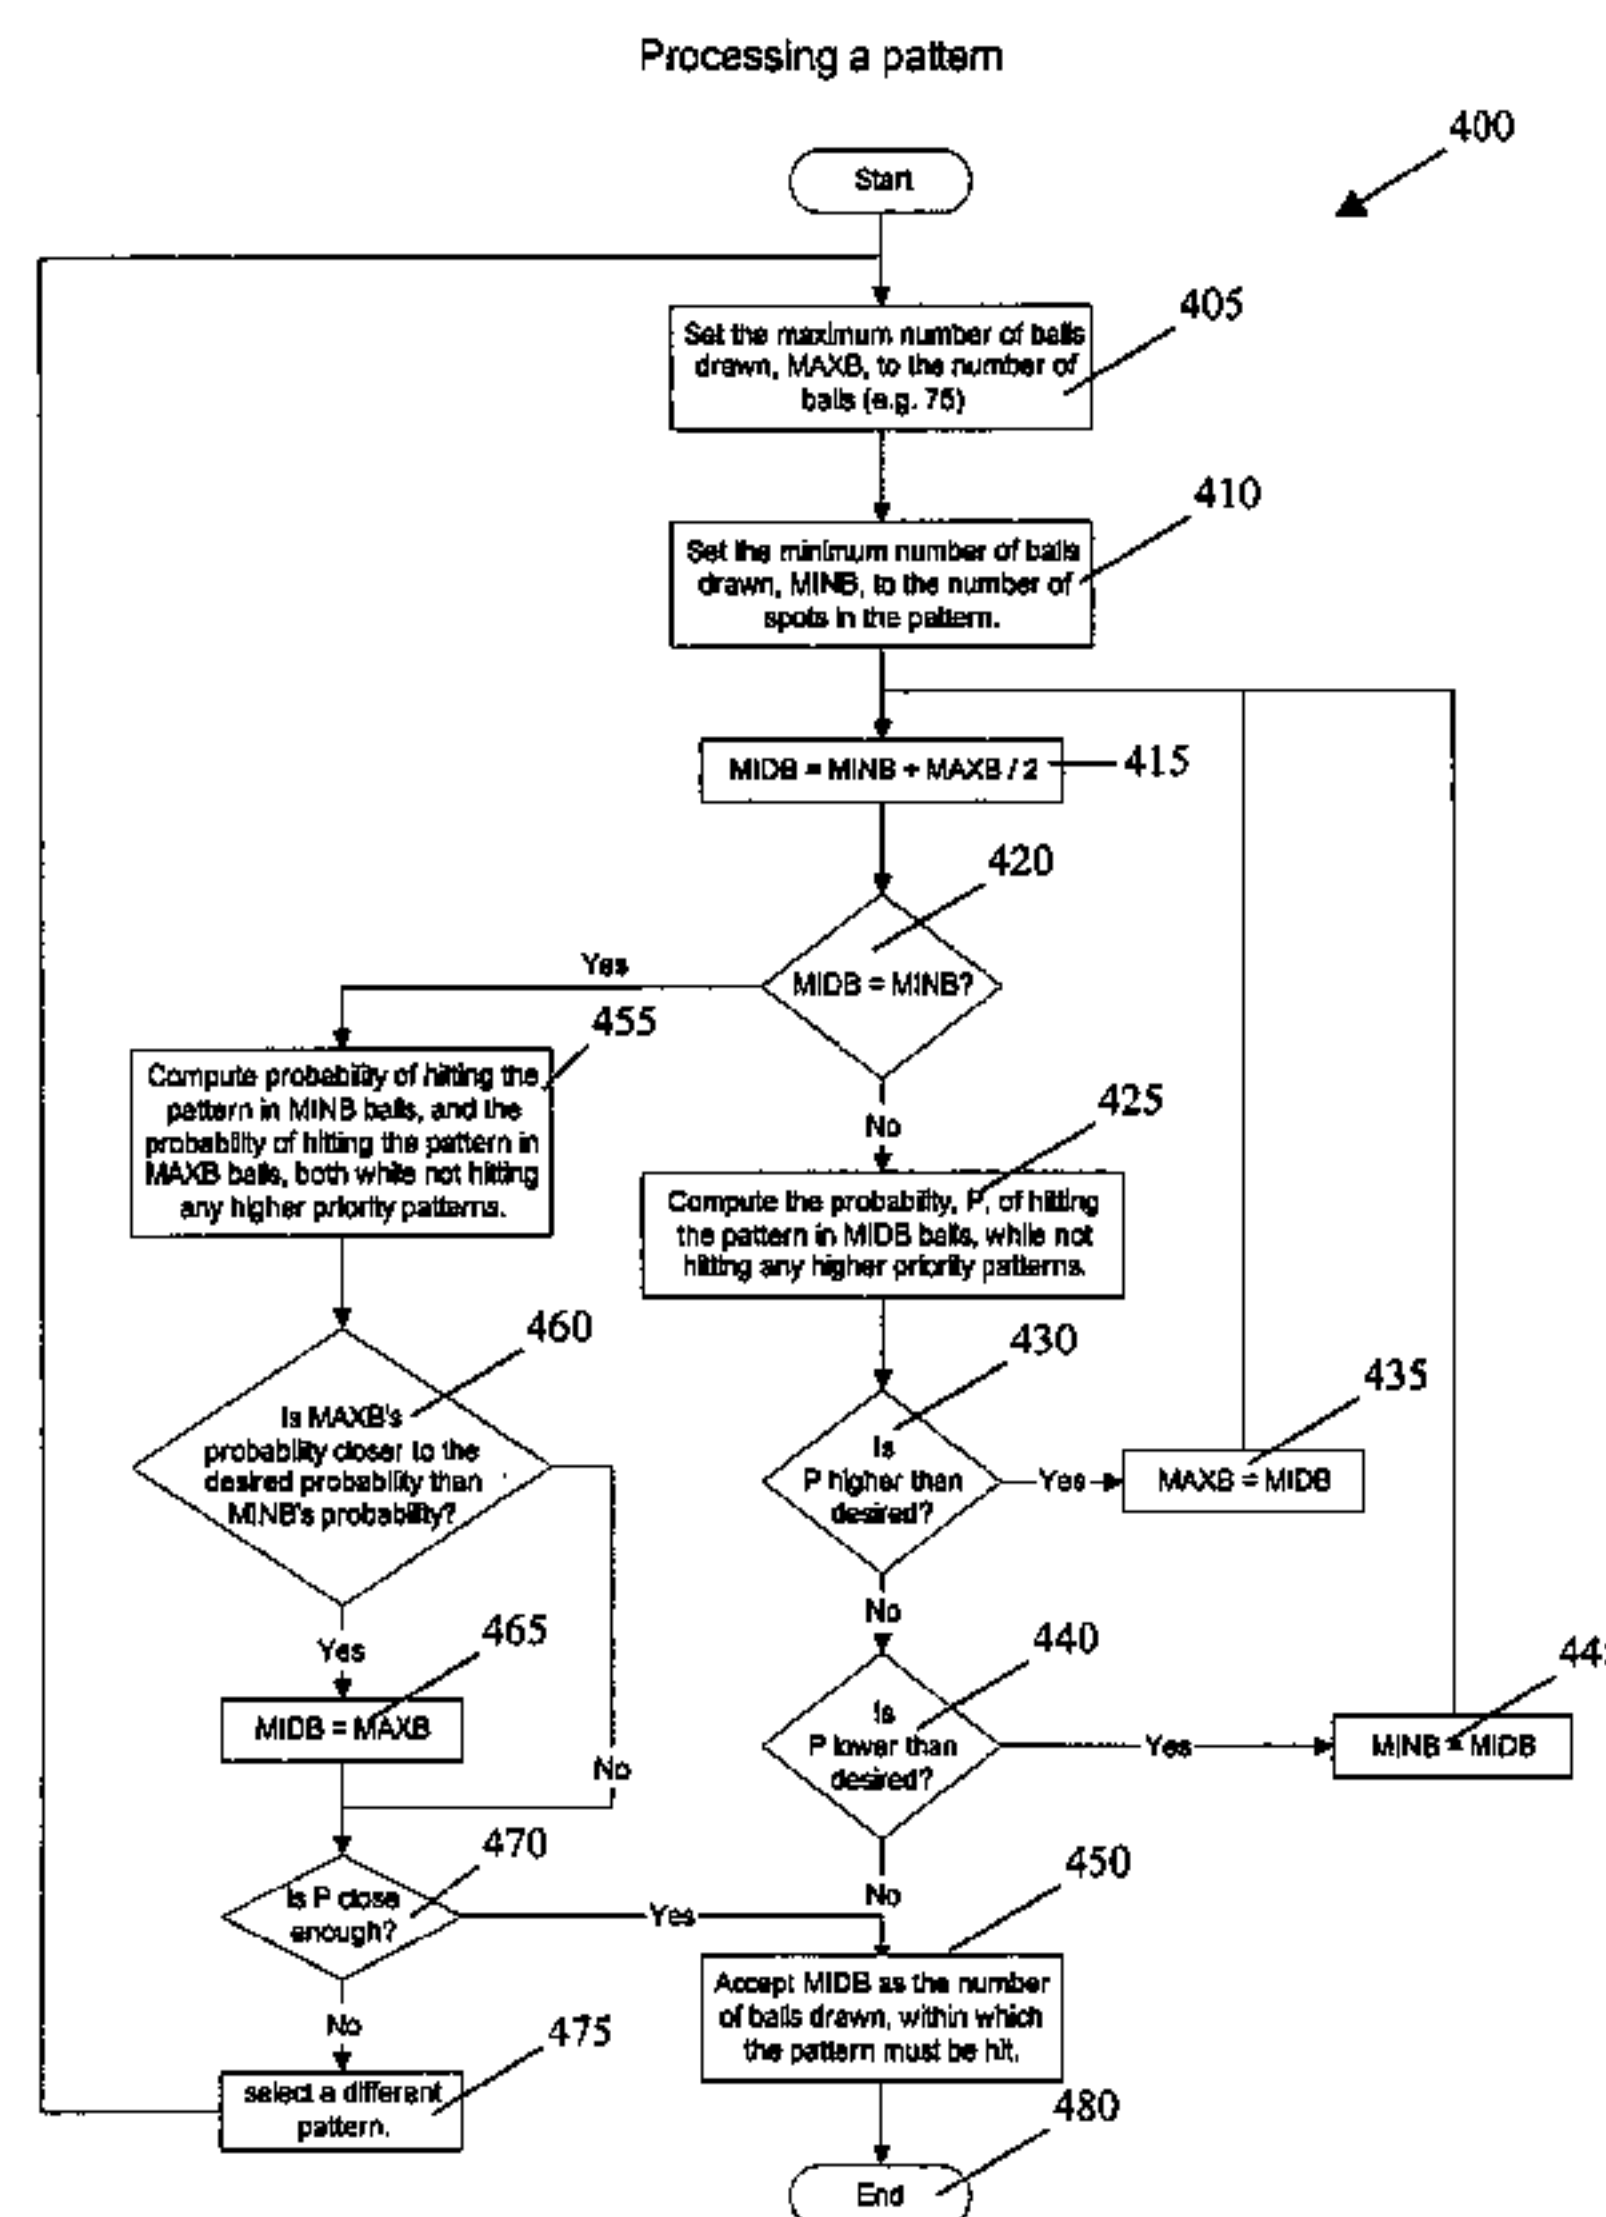 Processing a pattern
400
Start
405
Set the maximum number of balls
drawn, MAXB, to the number of
balls (e.g. 75)
410
Set the minimum number of balls
drawn, MINB, to the number of
spots in the pattern.
MIDB = MINB + MAXB / 2
415
420
MIDB = MINB?
Yes
455
Compute probability of hitting the
pattern in MINB balls, and the
probability of hitting the pattern in
MAXB balls, both while not hitting
any higher priority patterns.
No
425
Compute the probability, P, of hitting
the pattern in MIDB balls, while not
hitting any higher priority patterns.
460
Is MAXB's
probability closer to the
desired probability than
MINB's probability?
430
Is
P higher than
desired?
Yes
435
MAXB = MIDB
No
440
Is
P lower than
desired?
Yes
MINB = MIDB
Yes
465
MIDB = MAXB
No
470
Is P close
enough?
Yes
No
450
Accept MIDB as the number
of balls drawn, within which
the pattern must be hit.
No
475
select a different
pattern.
480
End